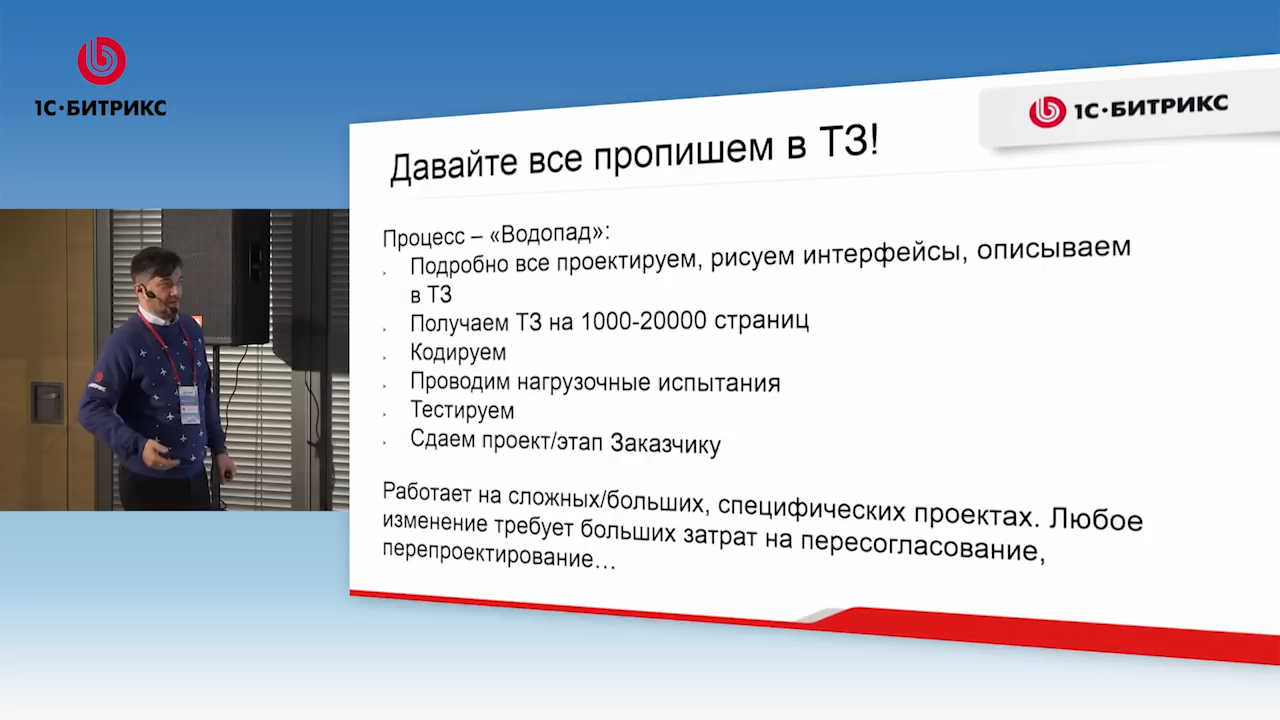 1С·БИТРИКС
1С·БИТРИКС
Давайте все пропишем в ТЗ!
Процесс – «Водопад»:
Подробно все проектируем, рисуем интерфейсы, описываем
в ТЗ
Получаем ТЗ на 1000-20000 страниц
Кодируем
Проводим нагрузочные испытания
Тестируем
Сдаем проект/этап Заказчику
Работает на сложных/больших, специфических проектах. Любое
изменение требует больших затрат на пересогласование,
перепроектирование…